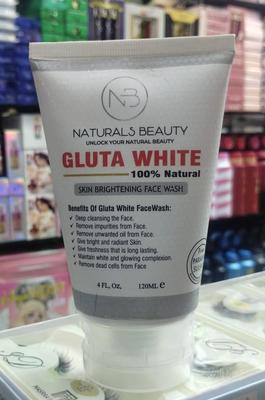 NB
NATURALS BEAUTY
UNLOCK YOUR NATURAL BEAUTY
GLUTA WHITE
100% Natural
SKIN BRIGHTENING FACE WASH
Benefits Of Gluta White FaceWash:
✓ Deep cleansing the Face.
✓ Remove impurities from Face.
✓ Remove unwanted oil from Face.
✓ Give bright and radiant Skin.
✓ Give freshness that is long lasting.
✓ Maintain white and glowing complexion.
✓ Remove dead cells from Face
4 FL, Oz, 120ML ℮